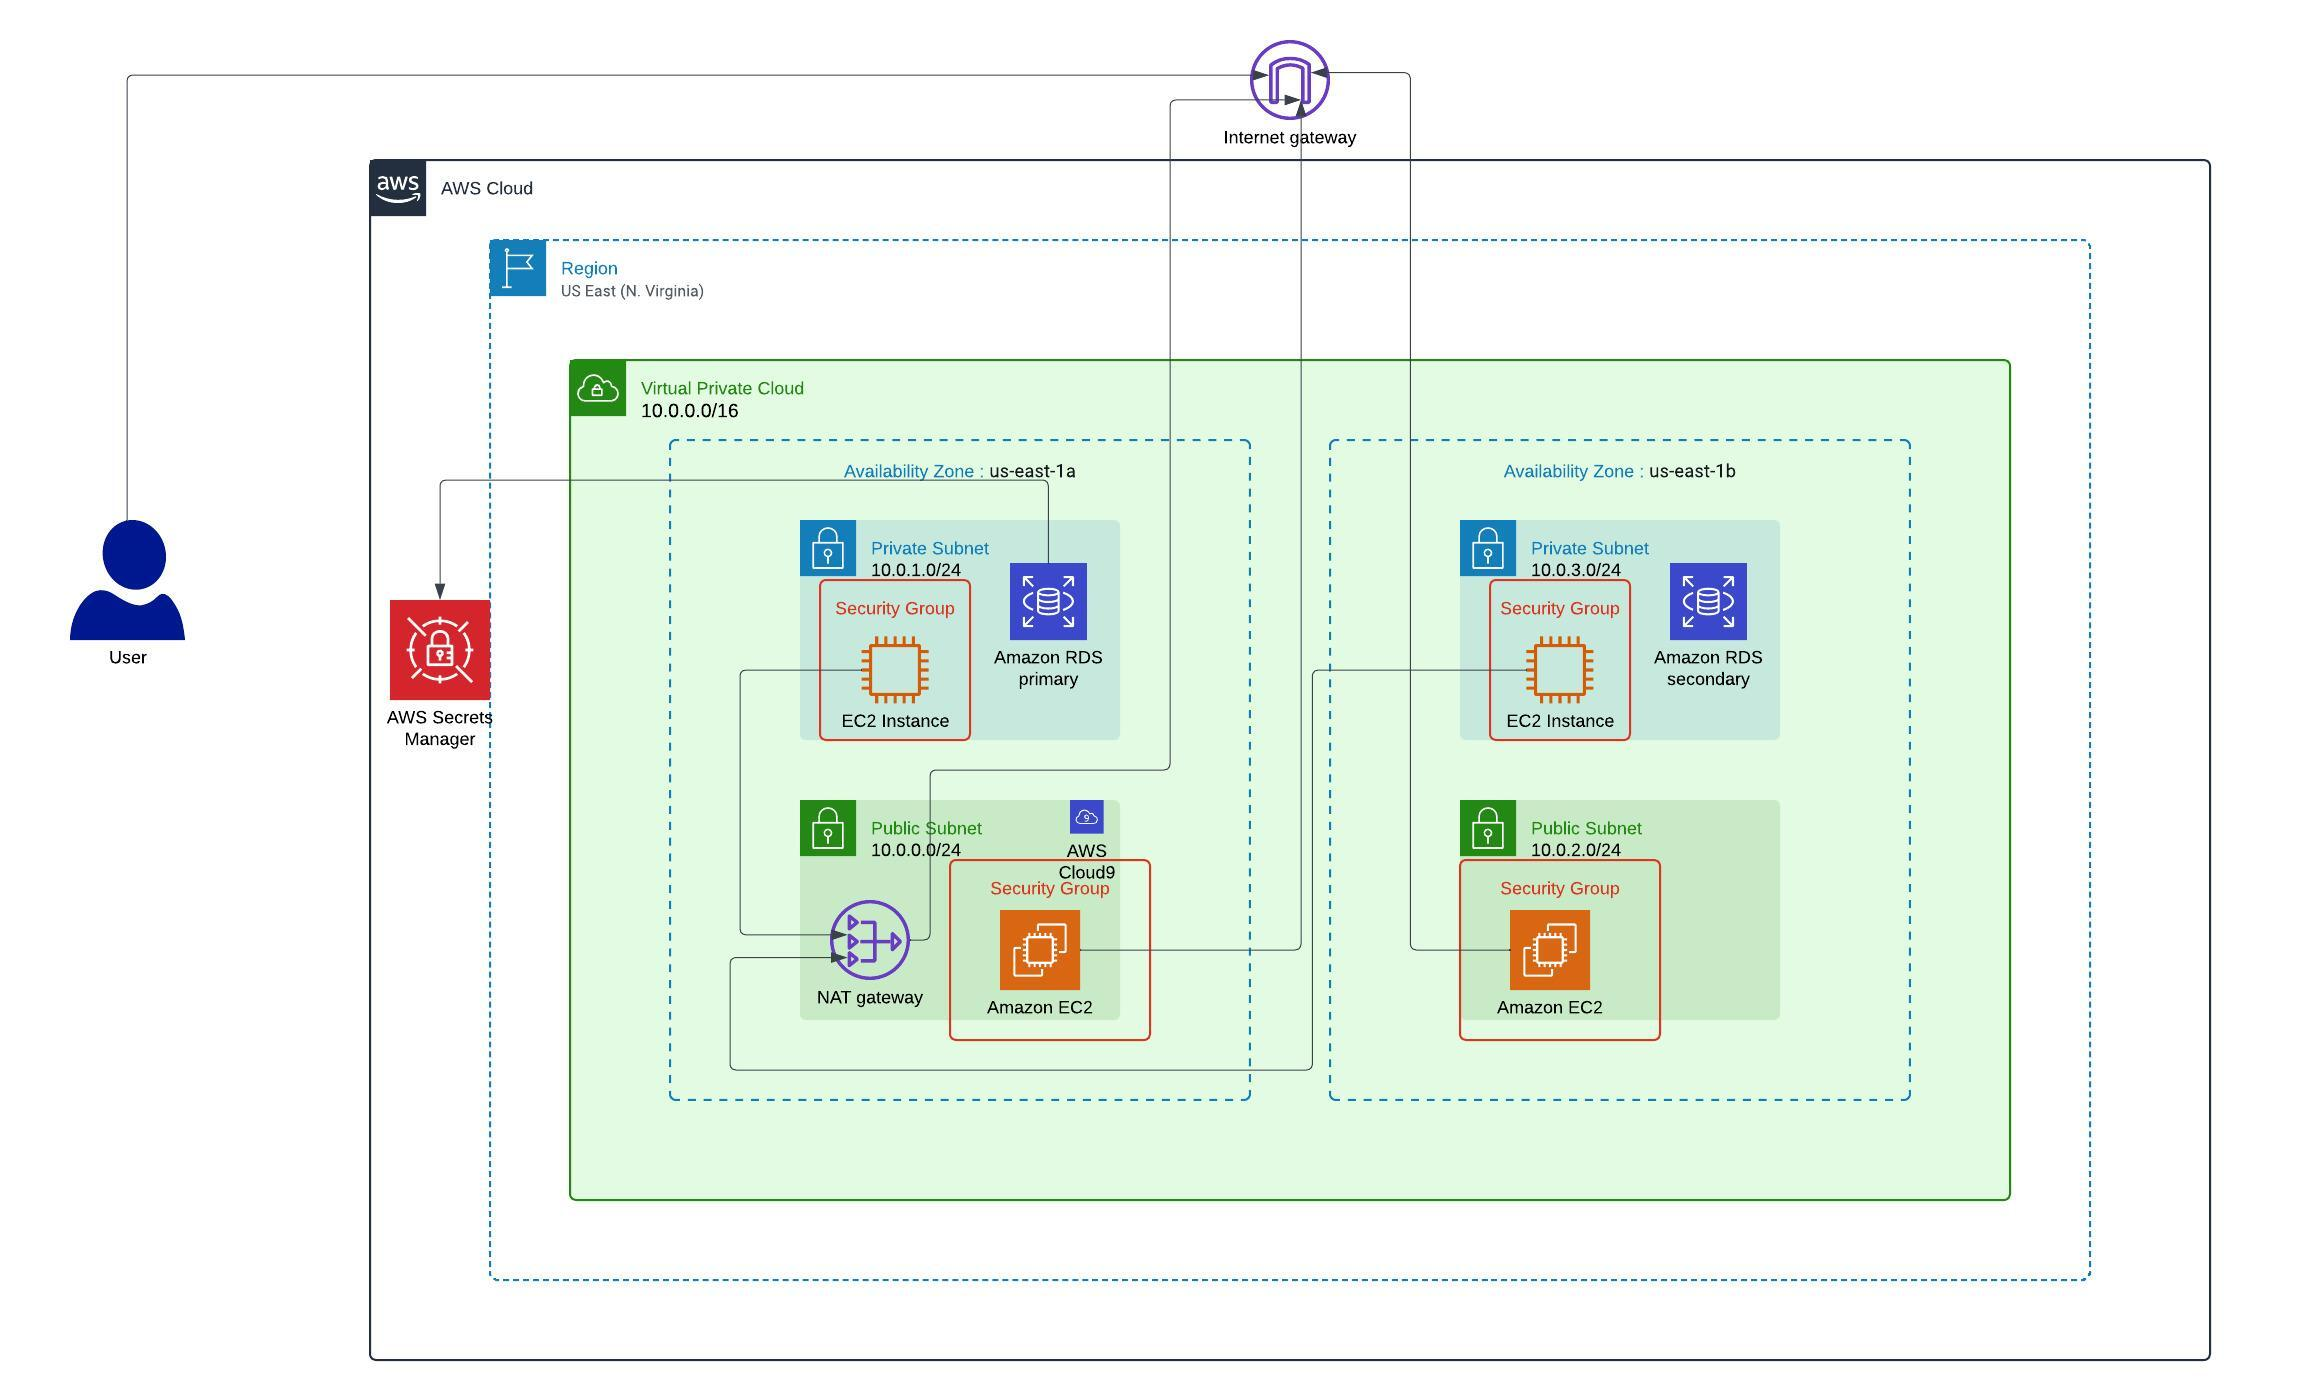 Internet gateway
aws
AWS Cloud
Region
US East (N. Virginia)
Virtual Private Cloud
10.0.0.0/16
Availability Zone : us-east-1a
Availability Zone : us-east-1b
Private Subnet
10.0.1.0/24
Security Group
EC2 Instance
Amazon RDS
primary
Private Subnet
10.0.3.0/24
Security Group
EC2 Instance
Amazon RDS
secondary
User
AWS Secrets
Manager
Public Subnet
10.0.0.0/24
9
AWS
Cloud9
Security Group
NAT gateway
Amazon EC2
Public Subnet
10.0.2.0/24
Security Group
Amazon EC2